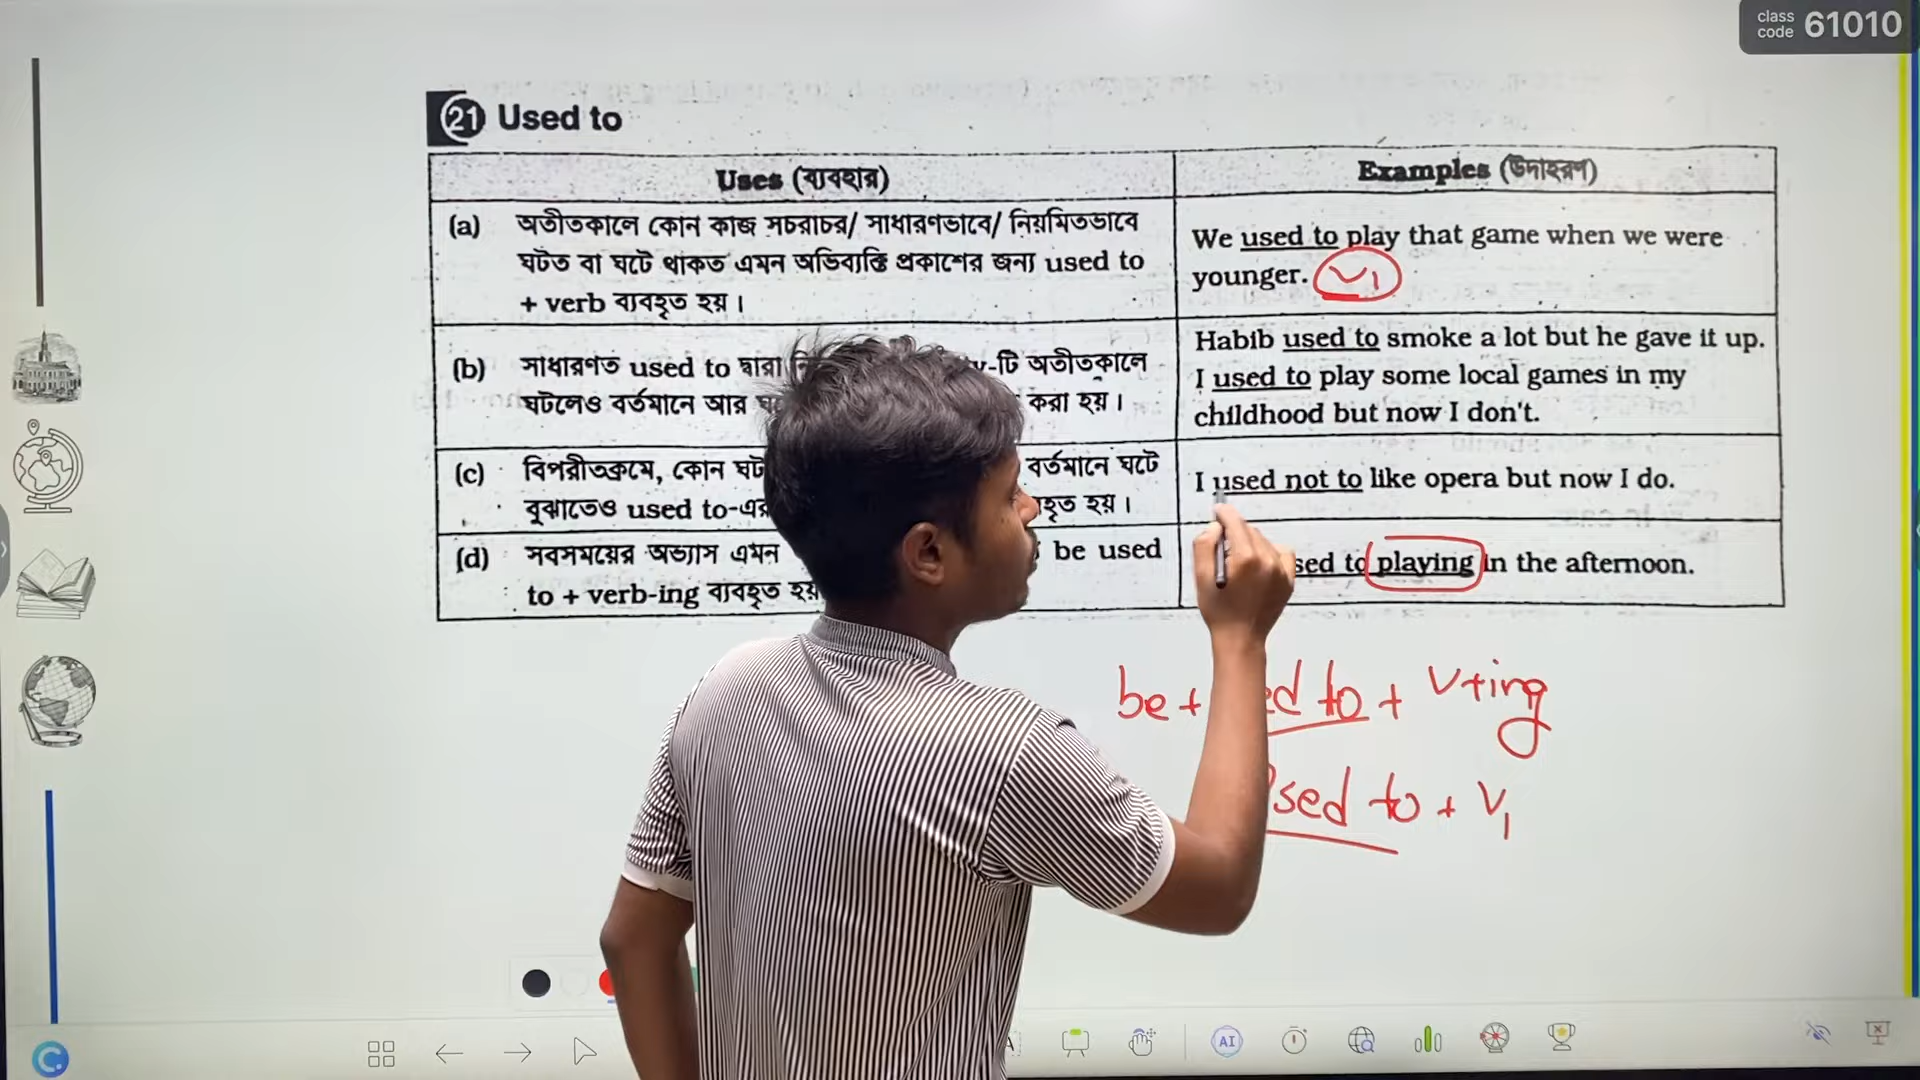 class code 61010
21 Used to
Uses (ব্যবহার)
Examples (উদাহরণ)
(a) অতীতকালে কোন কাজ সচরাচর/ সাধারণভাবে/ নিয়মিতভাবে
ঘটত বা ঘটে থাকত এমন অভিব্যক্তি প্রকাশের জন্য used to
+ verb ব্যবহৃত হয়।
We used to play that game when we were
younger. V1
(b) সাধারণত used to দ্বারা
টি অতীতকালে
ঘটলেও বর্তমানে আর
করা হয়।
Habib used to smoke a lot but he gave it up.
I used to play some local games in my
childhood but now I don't.
(c) বিপরীতক্রমে, কোন
বর্তমানে ঘটে
বুঝাতেও used to-এর
হয়।
I used not to like opera but now I do.
(d) সবসময়ের অভ্যাস এমন
be used
to + verb-ing ব্যবহৃত হয়
to playing in the afternoon.
be + to + v+ing
used to + V1
AI